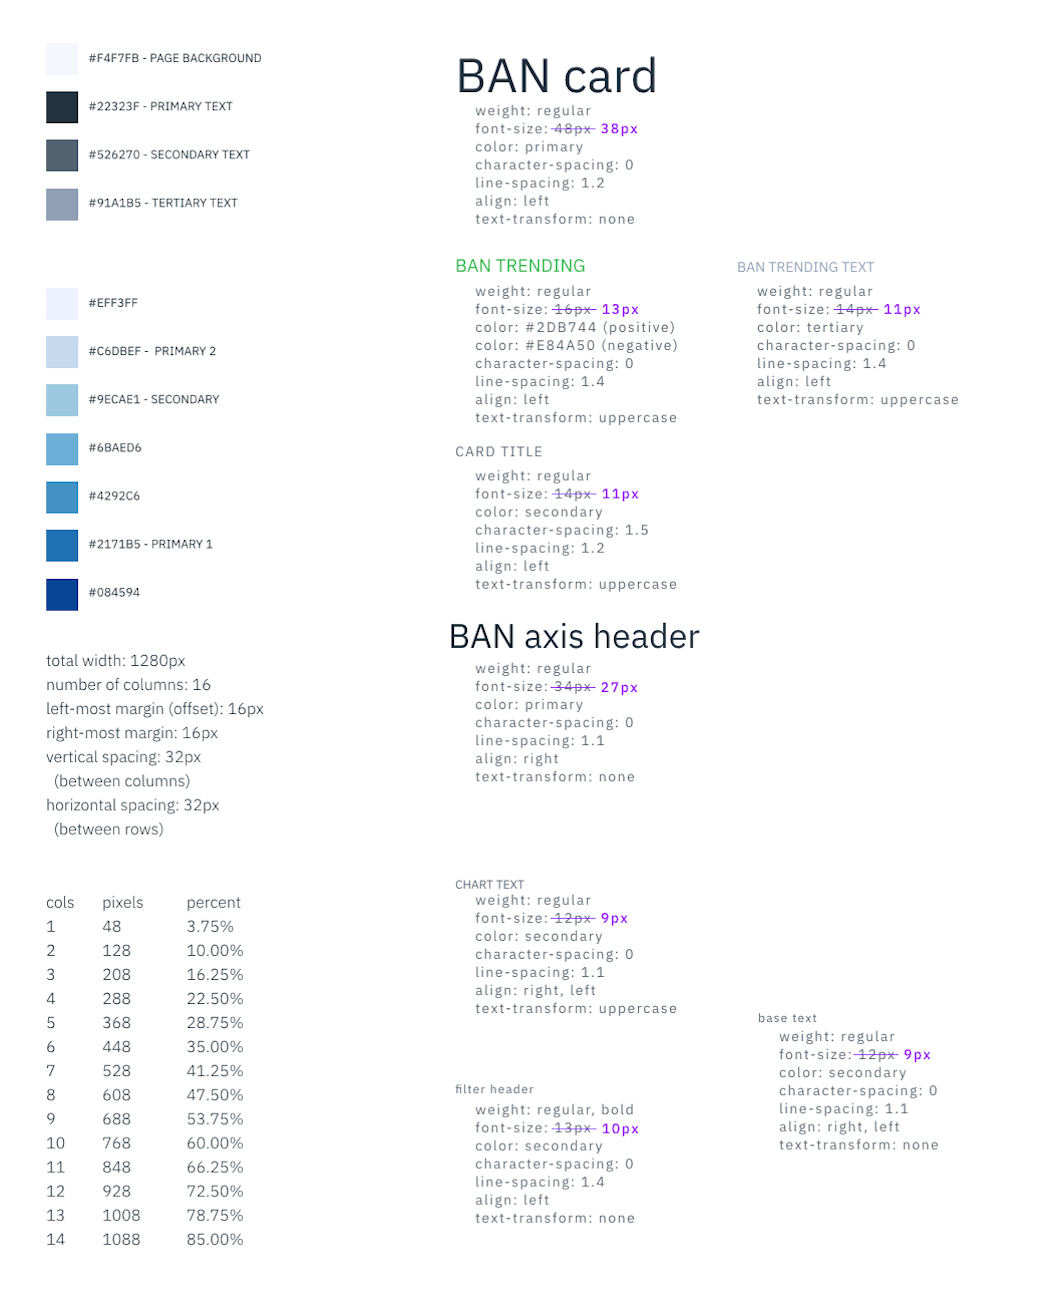 #F4F7FB - PAGE BACKGROUND
#22323F - PRIMARY TEXT
#526270 - SECONDARY TEXT
#91A1B5 - TERTIARY TEXT
#EFF3FF
#C6DBEF - PRIMARY 2
#9ECAE1 - SECONDARY
#6BAED6
#4292C6
#2171B5 - PRIMARY 1
#084594
total width: 1280px
number of columns: 16
left-most margin (offset): 16px
right-most margin: 16px
vertical spacing: 32px
(between columns)
horizontal spacing: 32px
(between rows)
cols pixels percent
1 48 3.75%
2 128 10.00%
3 208 16.25%
4 288 22.50%
5 368 28.75%
6 448 35.00%
7 528 41.25%
8 608 47.50%
9 688 53.75%
10 768 60.00%
11 848 66.25%
12 928 72.50%
13 1008 78.75%
14 1088 85.00%
BAN card
weight: regular
font-size: 48px 38px
color: primary
character-spacing: 0
line-spacing: 1.2
align: left
text-transform: none
BAN TRENDING
weight: regular
font-size: 16px 13px
color: #2DB744 (positive)
color: #E84A50 (negative)
character-spacing: 0
line-spacing: 1.4
align: left
text-transform: uppercase
BAN TRENDING TEXT
weight: regular
font-size: 14px 11px
color: tertiary
character-spacing: 0
line-spacing: 1.4
align: left
text-transform: uppercase
CARD TITLE
weight: regular
font-size: 14px 11px
color: secondary
character-spacing: 1.5
line-spacing: 1.2
align: left
text-transform: uppercase
BAN axis header
weight: regular
font-size: 34px 27px
color: primary
character-spacing: 0
line-spacing: 1.1
align: right
text-transform: none
CHART TEXT
weight: regular
font-size: 12px 9px
color: secondary
character-spacing: 0
line-spacing: 1.1
align: right, left
text-transform: uppercase
base text
weight: regular
font-size: 12px 9px
color: secondary
character-spacing: 0
line-spacing: 1.1
align: right, left
text-transform: none
filter header
weight: regular, bold
font-size: 13px 10px
color: secondary
character-spacing: 0
line-spacing: 1.4
align: left
text-transform: none